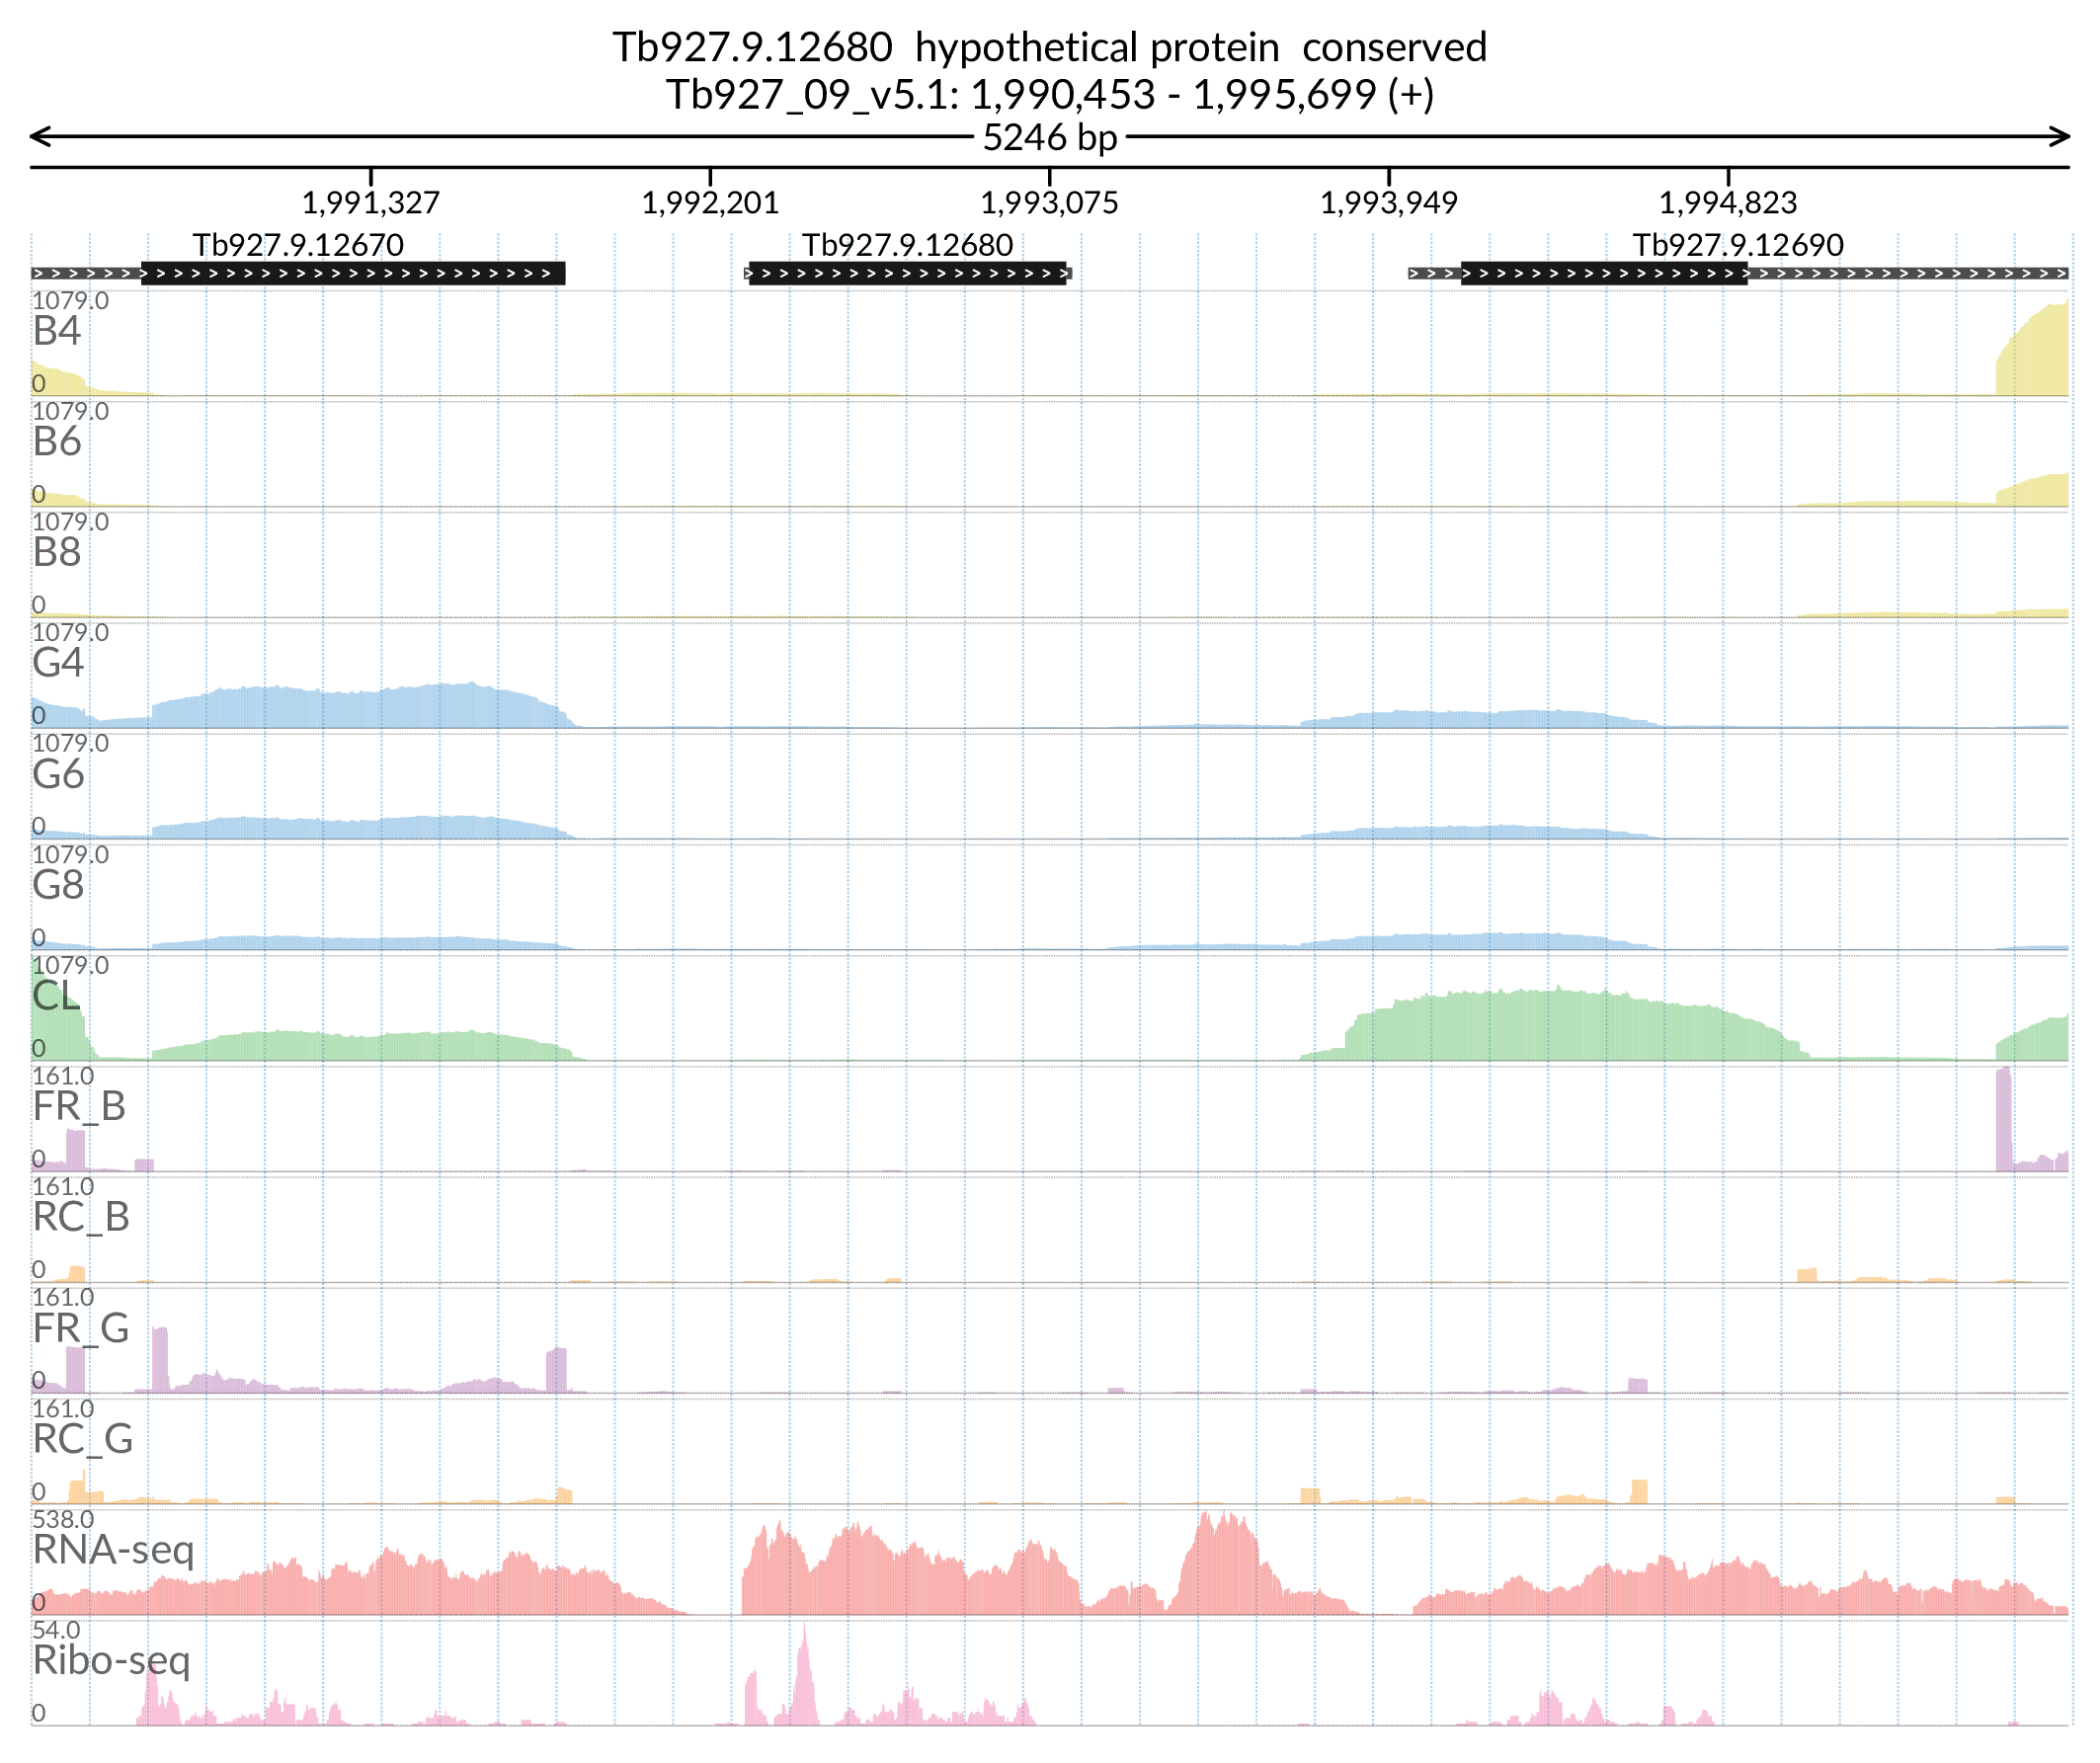 Tb927.9.12680 hypothetical protein conserved
Tb927_09_v5.1: 1,990,453 - 1,995,699 (+)
5246 bp
1,991,327 1,992,201 1,993,075 1,993,949 1,994,823
Tb927.9.12670 Tb927.9.12680 Tb927.9.12690
1079.0
B4
0
1079.0
B6
0
1079.0
B8
0
1079.0
G4
0
1079.0
G6
0
1079.0
G8
0
1079.0
CL
0
161.0
FR_B
0
161.0
RC_B
0
161.0
FR_G
0
161.0
RC_G
0
538.0
RNA-seq
0
54.0
Ribo-seq
0